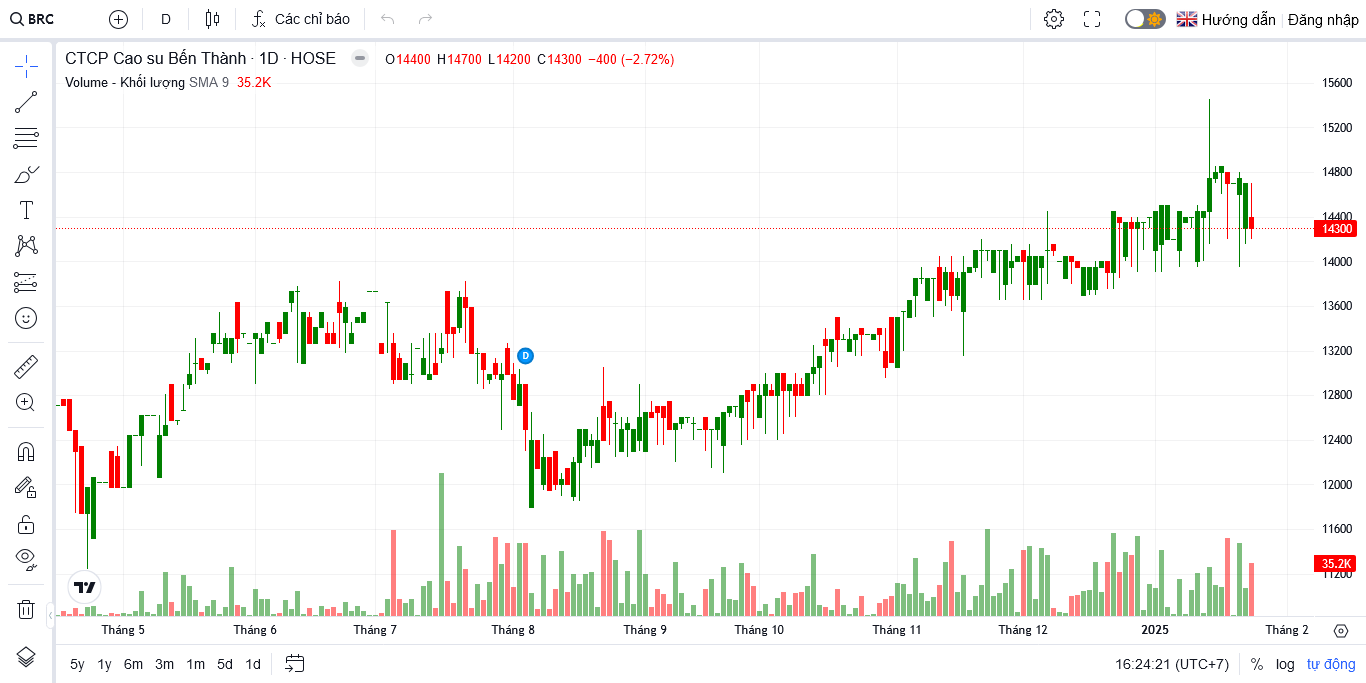 BRC D Các chỉ báo Hướng dẫn Đăng nhập
CTCP Cao su Bến Thành · 1D · HOSE O14400 H14700 L14200 C14300 −400 (−2.72%)
Volume - Khối lượng SMA 9 35.2K
15600
15200
14800
14400
14300
14000
13600
13200
12800
12400
12000
11600
35.2K
11200
D
Tháng 5 Tháng 6 Tháng 7 Tháng 8 Tháng 9 Tháng 10 Tháng 11 Tháng 12 2025 Tháng 2
5y 1y 6m 3m 1m 5d 1d 16:24:21 (UTC+7) % log tự động